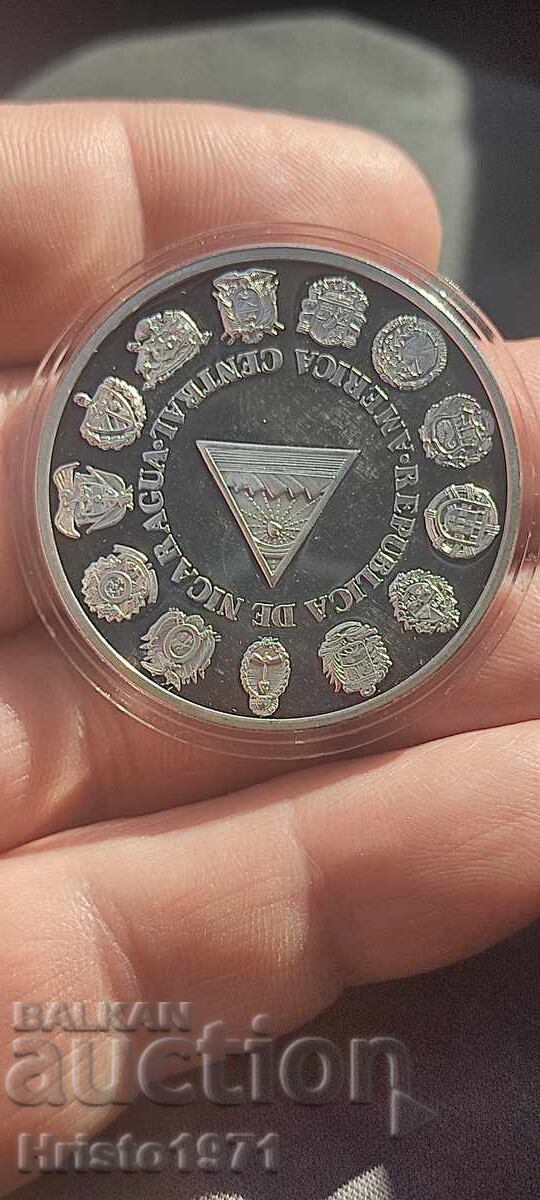 REPUBLICA DE NICARAGUA · AMERICA CENTRAL ·
BALKAN
auction
Hristo1971